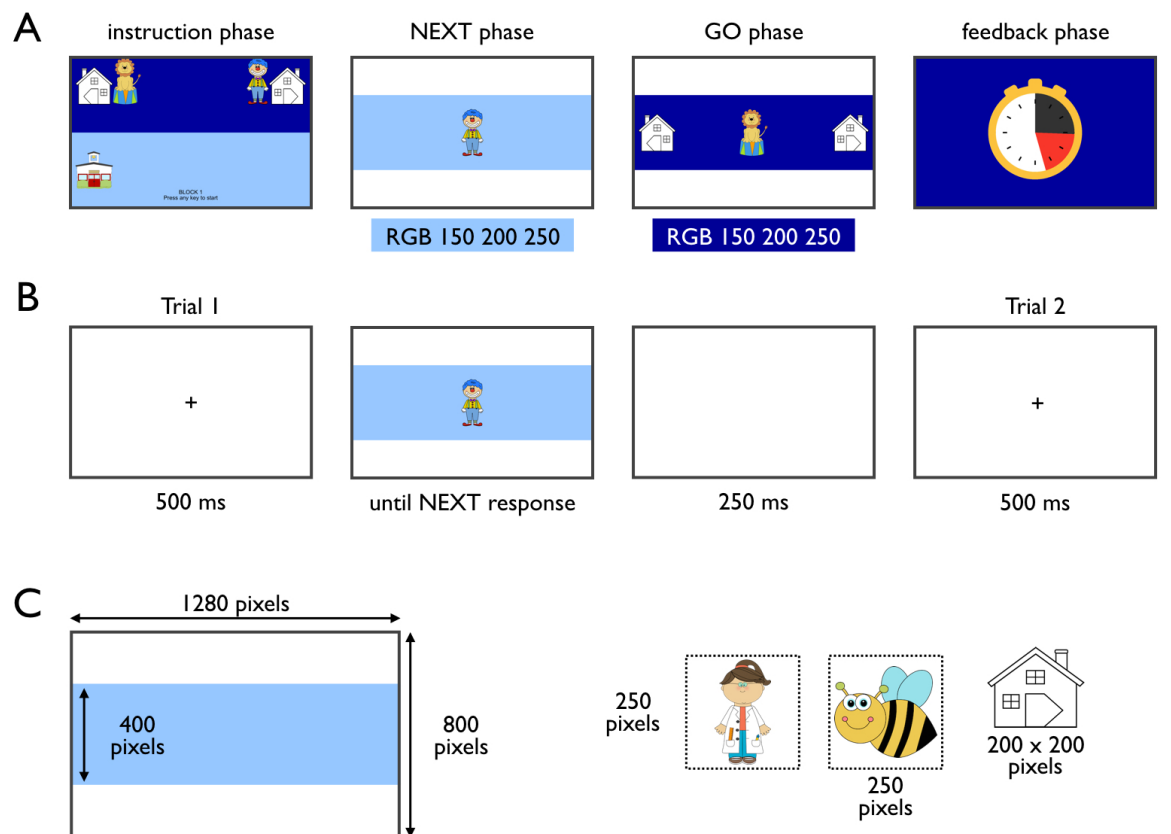 A
instruction phase
NEXT phase
GO phase
feedback phase
BLOCK 1
Press any key to start
RGB 150 200 250
RGB 150 200 250
B
Trial 1
Trial 2
+
+
500 ms
until NEXT response
250 ms
500 ms
C
1280 pixels
400
pixels
800
pixels
250
pixels
250
pixels
200 x 200
pixels